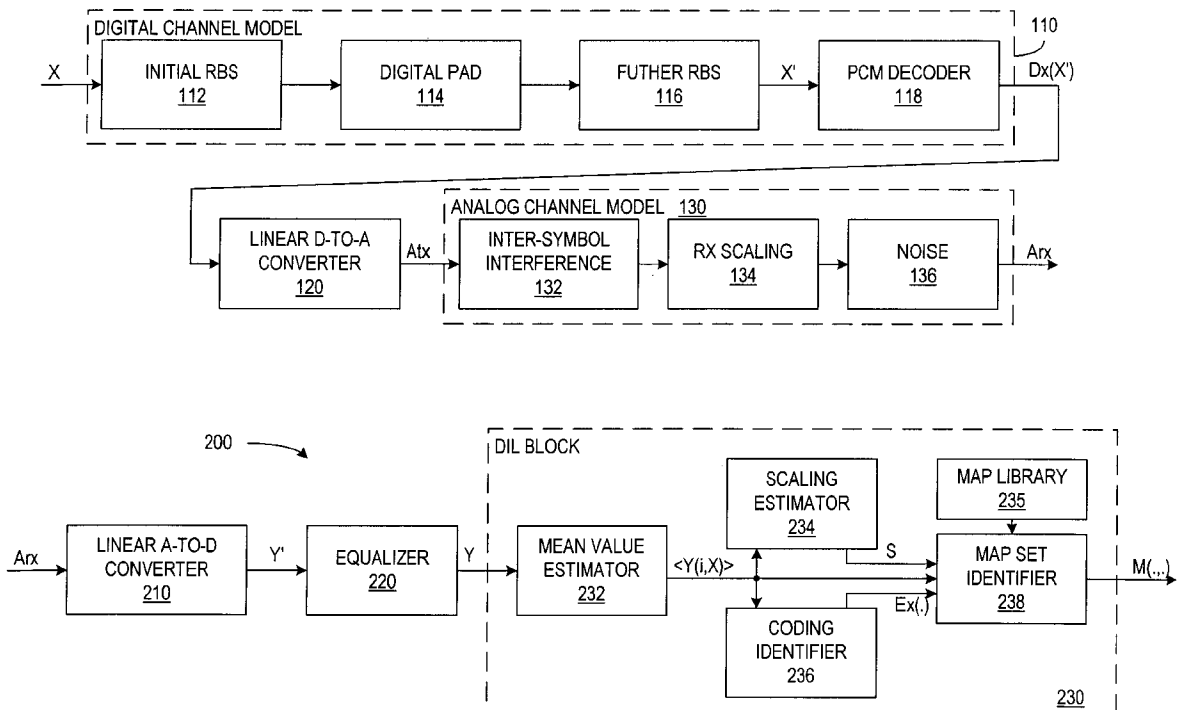 DIGITAL CHANNEL MODEL
110
X
INITIAL RBS
112
DIGITAL PAD
114
FUTHER RBS
116
X'
PCM DECODER
118
Dx(X')
LINEAR D-TO-A
CONVERTER
120
Atx
ANALOG CHANNEL MODEL 130
INTER-SYMBOL
INTERFERENCE
132
RX SCALING
134
NOISE
136
Arx
200
DIL BLOCK
Arx
LINEAR A-TO-D
CONVERTER
210
Y'
EQUALIZER
220
Y
MEAN VALUE
ESTIMATOR
232
<Y(i,X)>
SCALING
ESTIMATOR
234
S
CODING
IDENTIFIER
236
Ex(.)
MAP LIBRARY
235
MAP SET
IDENTIFIER
238
M(.,.)
230